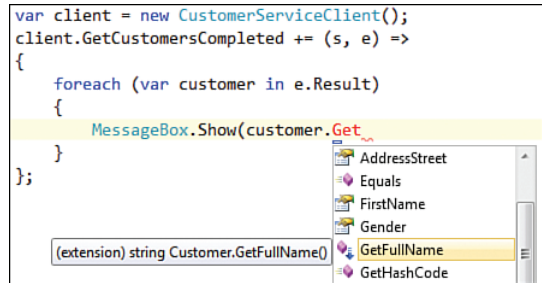 var client = new CustomerServiceClient();
client.GetCustomersCompleted += (s, e) =>
{
    foreach (var customer in e.Result)
    {
        MessageBox.Show(customer.Get
    }
};
AddressStreet
Equals
FirstName
Gender
GetFullName
GetHashCode
(extension) string Customer.GetFullName()